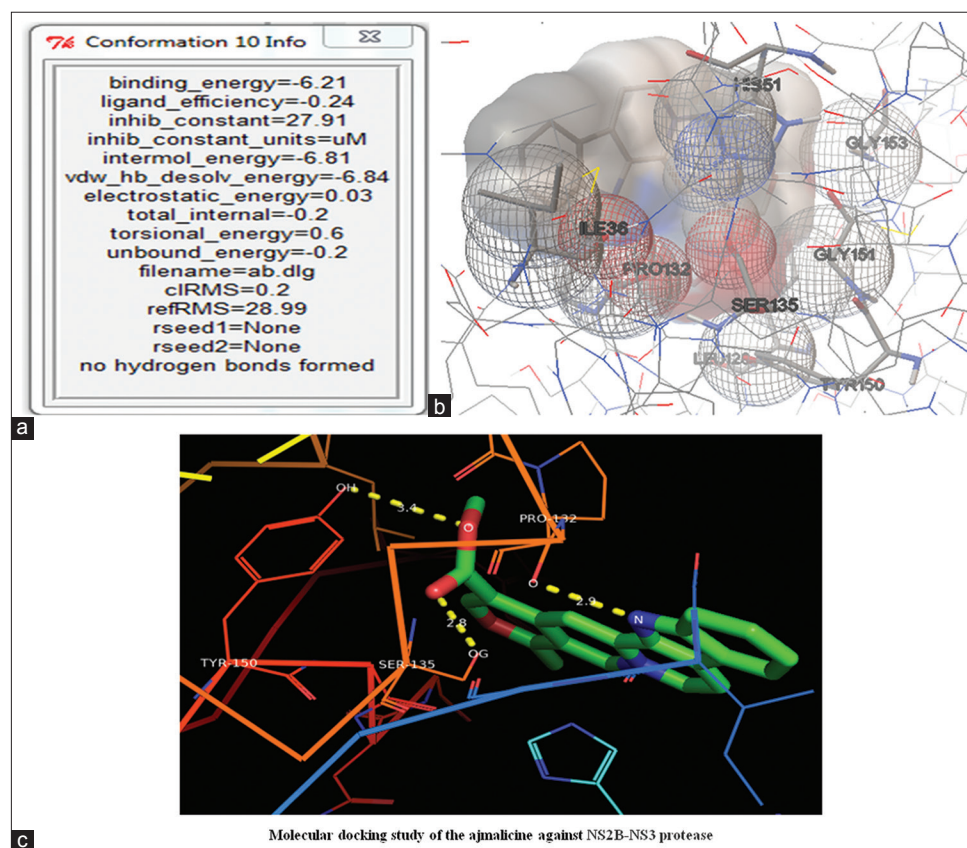 7% Conformation 10 Info
binding_energy=-6.21
ligand_efficiency=-0.24
inhib_constant=27.91
inhib_constant_units=uM
intermol_energy=-6.81
vdw_hb_desolv_energy=-6.84
electrostatic_energy=0.03
total_internal=-0.2
torsional_energy=0.6
unbound_energy=-0.2
filename=ab.dlg
clRMS=0.2
refRMS=28.99
rseed1=None
rseed2=None
no hydrogen bonds formed
a
HIS51
GLY153
ILE36
PRO132
GLY151
SER135
TYR150
b
OH
3.4
O
PRO-132
O
2.9
N
2.8
OG
TYR-150
SER-135
c
Molecular docking study of the ajmalicine against NS2B-NS3 protease